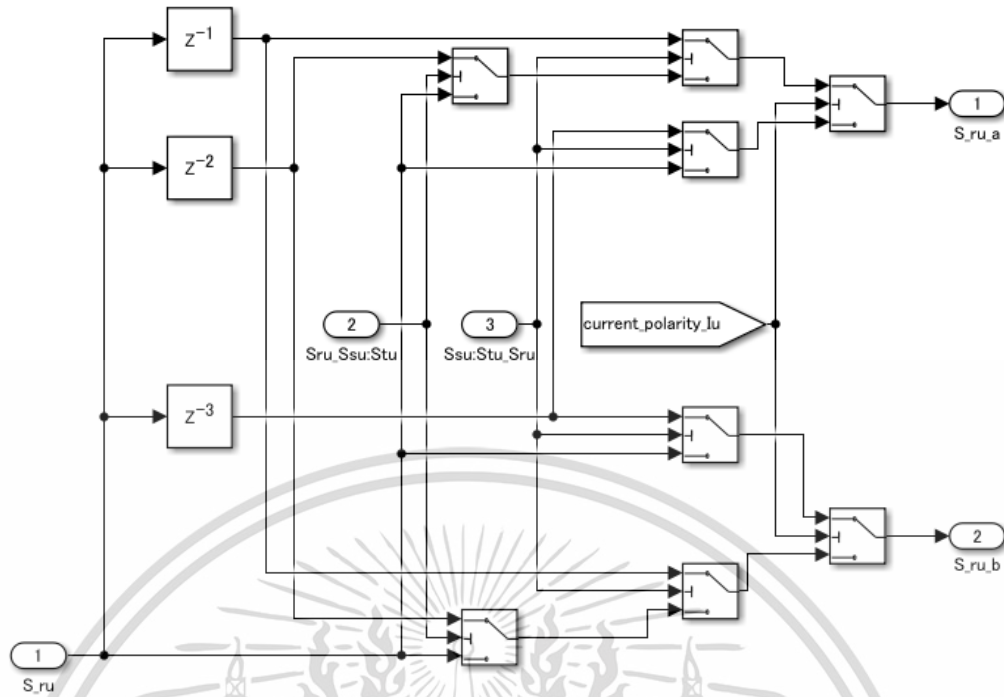 Z⁻¹
1
S_ru_a
Z⁻²
2
Sru_Ssu:Stu
3
Ssu:Stu_Sru
current_polarity_Iu
Z⁻³
2
S_ru_b
1
S_ru